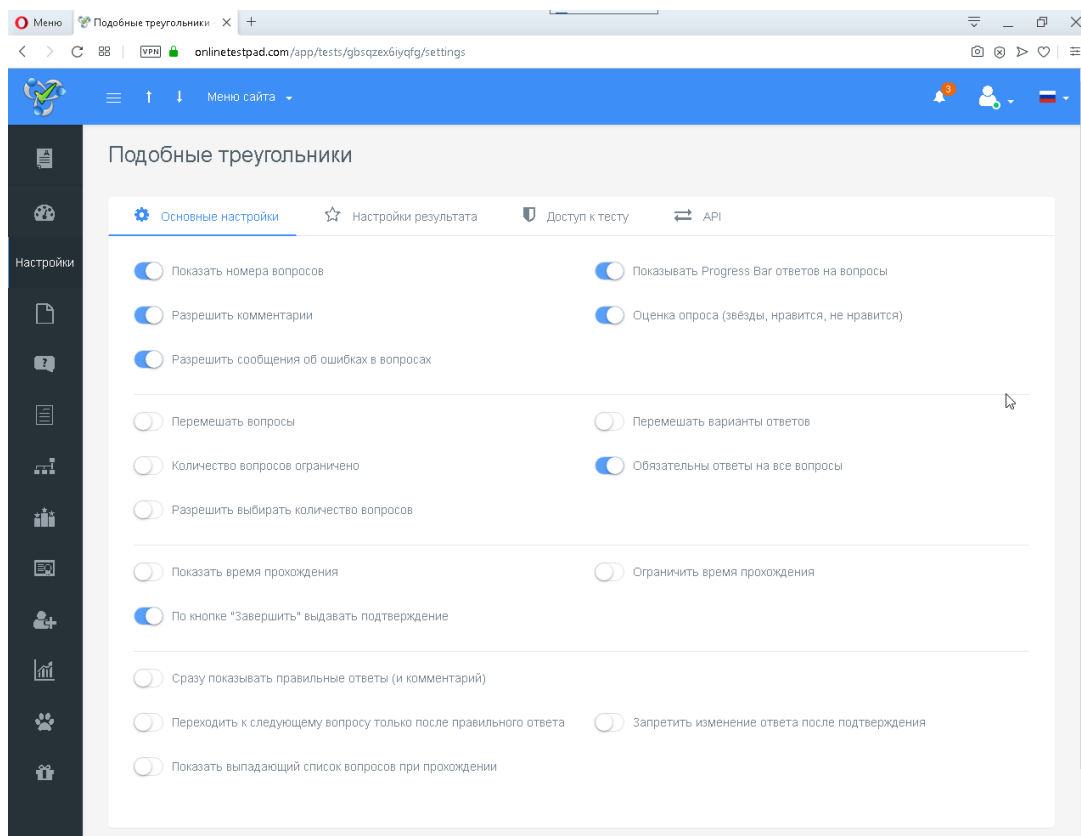 Меню
Подобные треугольники
VPN
onlinetestpad.com/app/tests/gbsqzex6iyqfg/settings
Меню сайта
3
Подобные треугольники
Основные настройки
Настройки результата
Доступ к тесту
API
Настройки
Показать номера вопросов
Показывать Progress Bar ответов на вопросы
Разрешить комментарии
Оценка опроса (звёзды, нравится, не нравится)
Разрешить сообщения об ошибках в вопросах
Перемешать вопросы
Перемешать варианты ответов
Количество вопросов ограничено
Обязательны ответы на все вопросы
Разрешить выбирать количество вопросов
Показать время прохождения
Ограничить время прохождения
По кнопке "Завершить" выдавать подтверждение
Сразу показывать правильные ответы (и комментарий)
Переходить к следующему вопросу только после правильного ответа
Запретить изменение ответа после подтверждения
Показать выпадающий список вопросов при прохождении